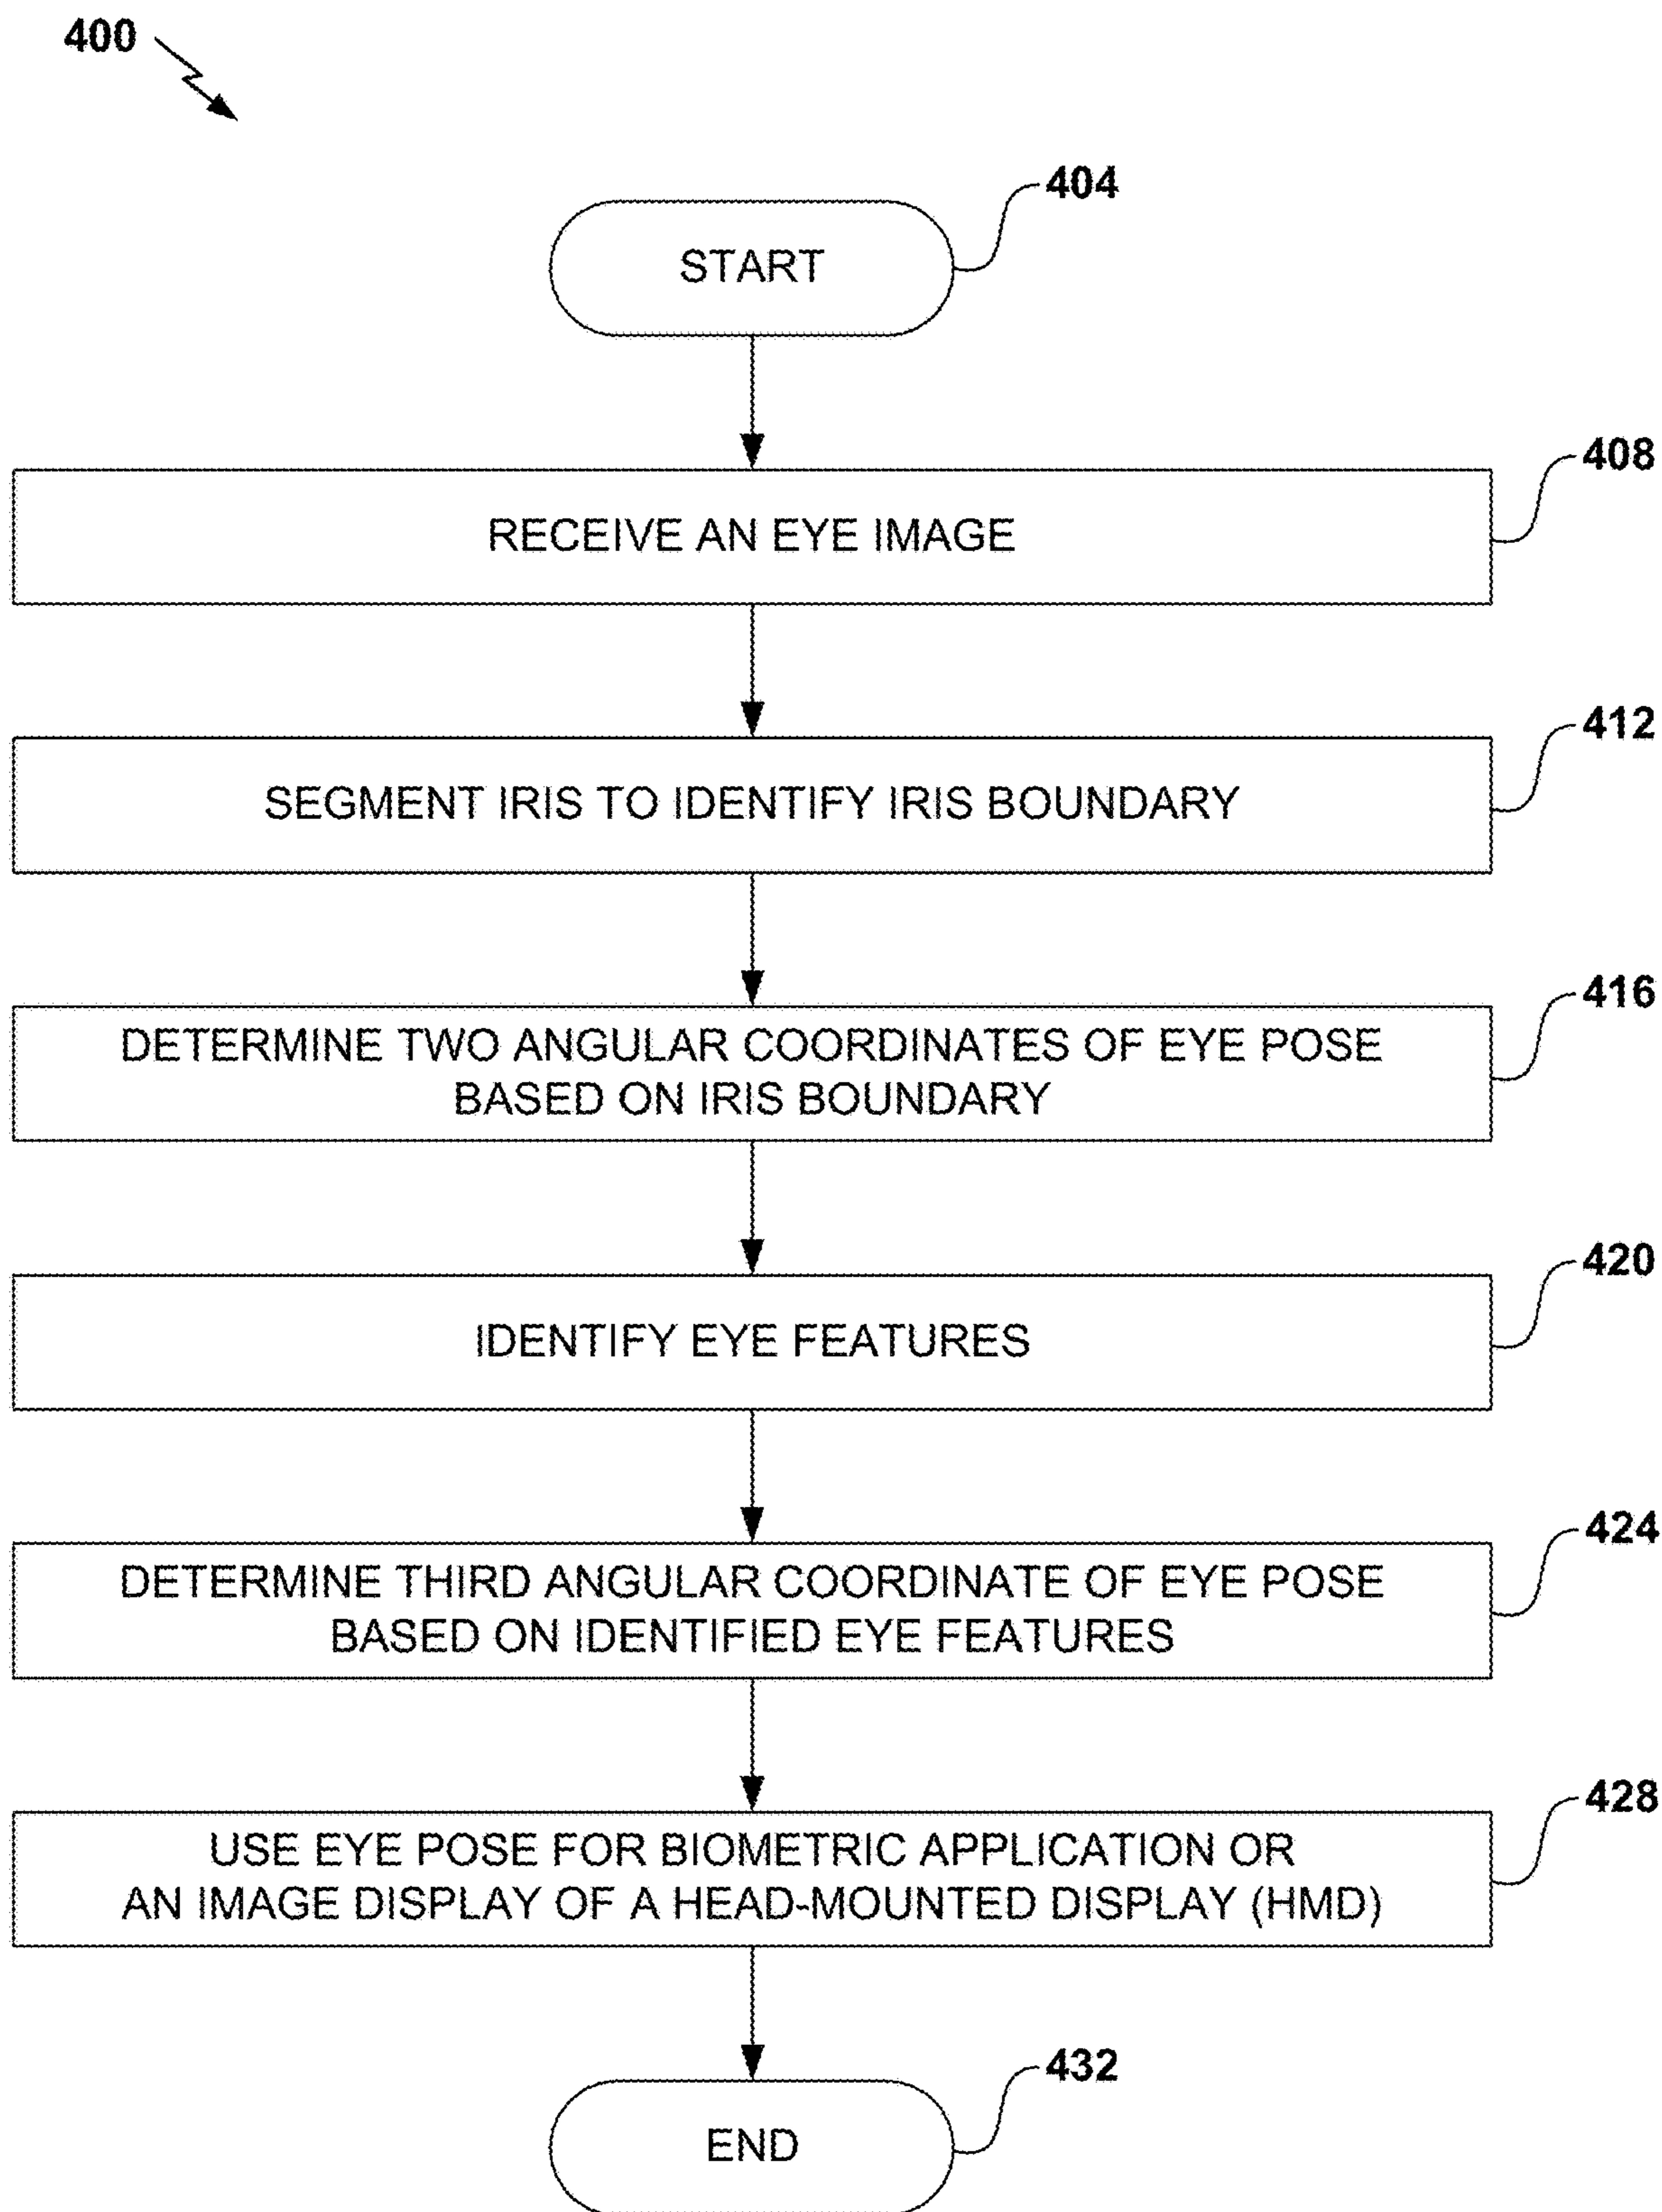 400
404
START
408
RECEIVE AN EYE IMAGE
412
SEGMENT IRIS TO IDENTIFY IRIS BOUNDARY
416
DETERMINE TWO ANGULAR COORDINATES OF EYE POSE
BASED ON IRIS BOUNDARY
420
IDENTIFY EYE FEATURES
424
DETERMINE THIRD ANGULAR COORDINATE OF EYE POSE
BASED ON IDENTIFIED EYE FEATURES
428
USE EYE POSE FOR BIOMETRIC APPLICATION OR
AN IMAGE DISPLAY OF A HEAD-MOUNTED DISPLAY (HMD)
432
END